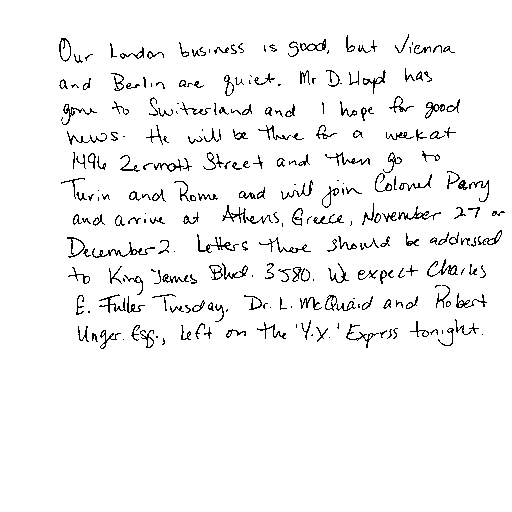 Our London business is good, but Vienna
and Berlin are quiet. Mr D. Lloyd has
gone to Switzerland and I hope for good
news. He will be there for a week at
1496 Zermott Street and then go to
Turin and Rome and will join Colonel Parry
and arrive at Athens, Greece, November 27 or
December 2. Letters there should be addressed
to King James Blvd. 3580. We expect Charles
E. Fuller Tuesday. Dr. L. McQuaid and Robert
Unger. Esq., left on the 'Y.X.' Express tonight.